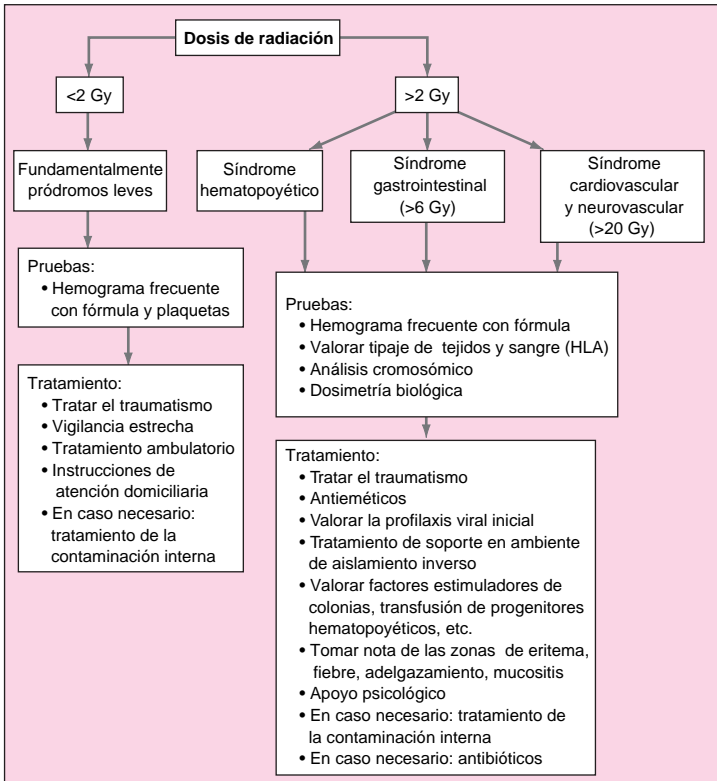 Dosis de radiación
<2 Gy
>2 Gy
Fundamentalmente
pródromos leves
Síndrome
hematopoyético
Síndrome
gastrointestinal
(>6 Gy)
Síndrome
cardiovascular
y neurovascular
(>20 Gy)
Pruebas:
• Hemograma frecuente
con fórmula y plaquetas
Pruebas:
• Hemograma frecuente con fórmula
• Valorar tipaje de tejidos y sangre (HLA)
• Análisis cromosómico
• Dosimetría biológica
Tratamiento:
• Tratar el traumatismo
• Vigilancia estrecha
• Tratamiento ambulatorio
• Instrucciones de
atención domiciliaria
• En caso necesario:
tratamiento de la
contaminación interna
Tratamiento:
• Tratar el traumatismo
• Antieméticos
• Valorar la profilaxis viral inicial
• Tratamiento de soporte en ambiente
de aislamiento inverso
• Valorar factores estimuladores de
colonias, transfusión de progenitores
hematopoyéticos, etc.
• Tomar nota de las zonas de eritema,
fiebre, adelgazamiento, mucositis
• Apoyo psicológico
• En caso necesario: tratamiento de
la contaminación interna
• En caso necesario: antibióticos